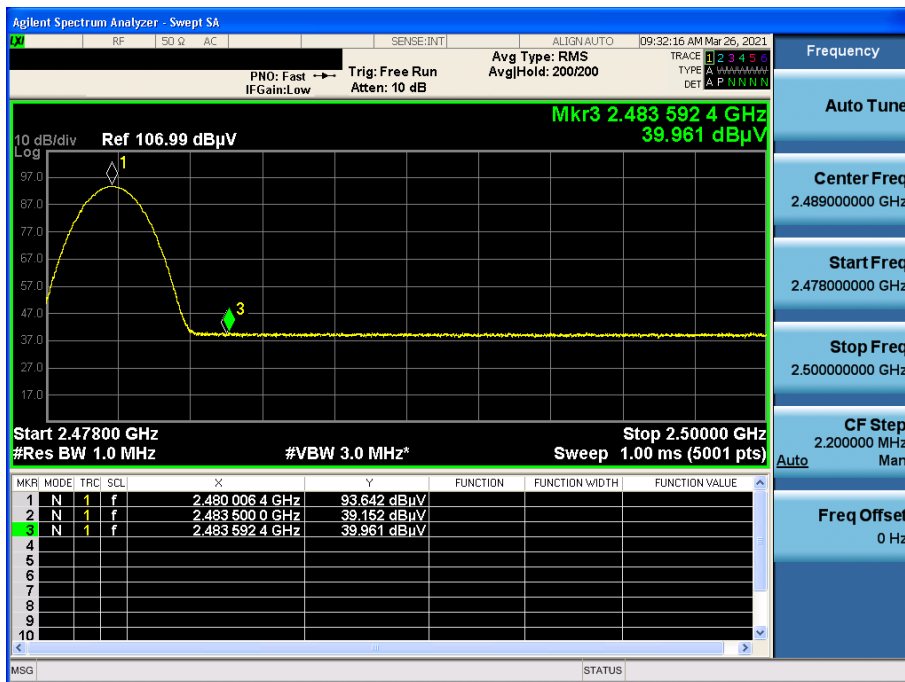 Agilent Spectrum Analyzer - Swept SA
LXI RF 50 Ω AC SENSE:INT ALIGN AUTO 09:32:16 AM Mar 26, 2021
Frequency
PNO: Fast
IFGain:Low
Trig: Free Run
Atten: 10 dB
Avg Type: RMS
Avg|Hold: 200/200
TRACE 1 2 3 4 5 6
TYPE A WWWWW
DET A P N N N N
Auto Tune
Mkr3 2.483 592 4 GHz
39.961 dBµV
10 dB/div Ref 106.99 dBµV
Log
97.0
87.0
77.0
67.0
57.0
47.0
37.0
27.0
17.0
1
3
Center Freq
2.489000000 GHz
Start Freq
2.478000000 GHz
Stop Freq
2.500000000 GHz
CF Step
2.200000 MHz
Auto Man
Freq Offset
0 Hz
Start 2.47800 GHz Stop 2.50000 GHz
#Res BW 1.0 MHz #VBW 3.0 MHz* Sweep 1.00 ms (5001 pts)
MKR MODE TRC SCL X Y FUNCTION FUNCTION WIDTH FUNCTION VALUE
1 N 1 f 2.480 006 4 GHz 93.642 dBµV
2 N 1 f 2.483 500 0 GHz 39.152 dBµV
3 N 1 f 2.483 592 4 GHz 39.961 dBµV
4
5
6
7
8
9
10
MSG STATUS